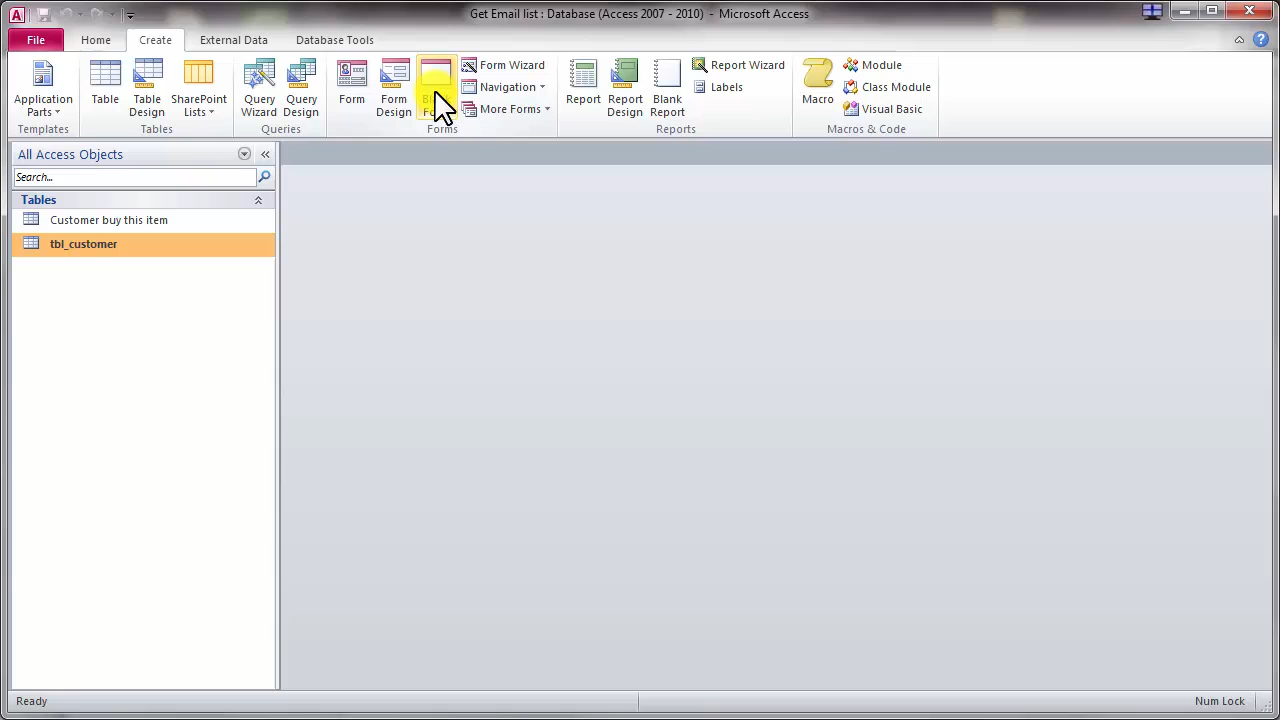 Get Email list : Database (Access 2007 - 2010) – Microsoft Access
File Home Create External Data Database Tools
Application Parts
Table
Table Design
SharePoint Lists
Query Wizard
Query Design
Form
Form Design
Form Wizard
Navigation
More Forms
Report
Report Design
Blank Report
Report Wizard
Labels
Macro
Module
Class Module
Visual Basic
Templates Tables Queries Forms Reports Macros & Code
All Access Objects
Search...
Tables
Customer buy this item
tbl_customer
Ready Num Lock